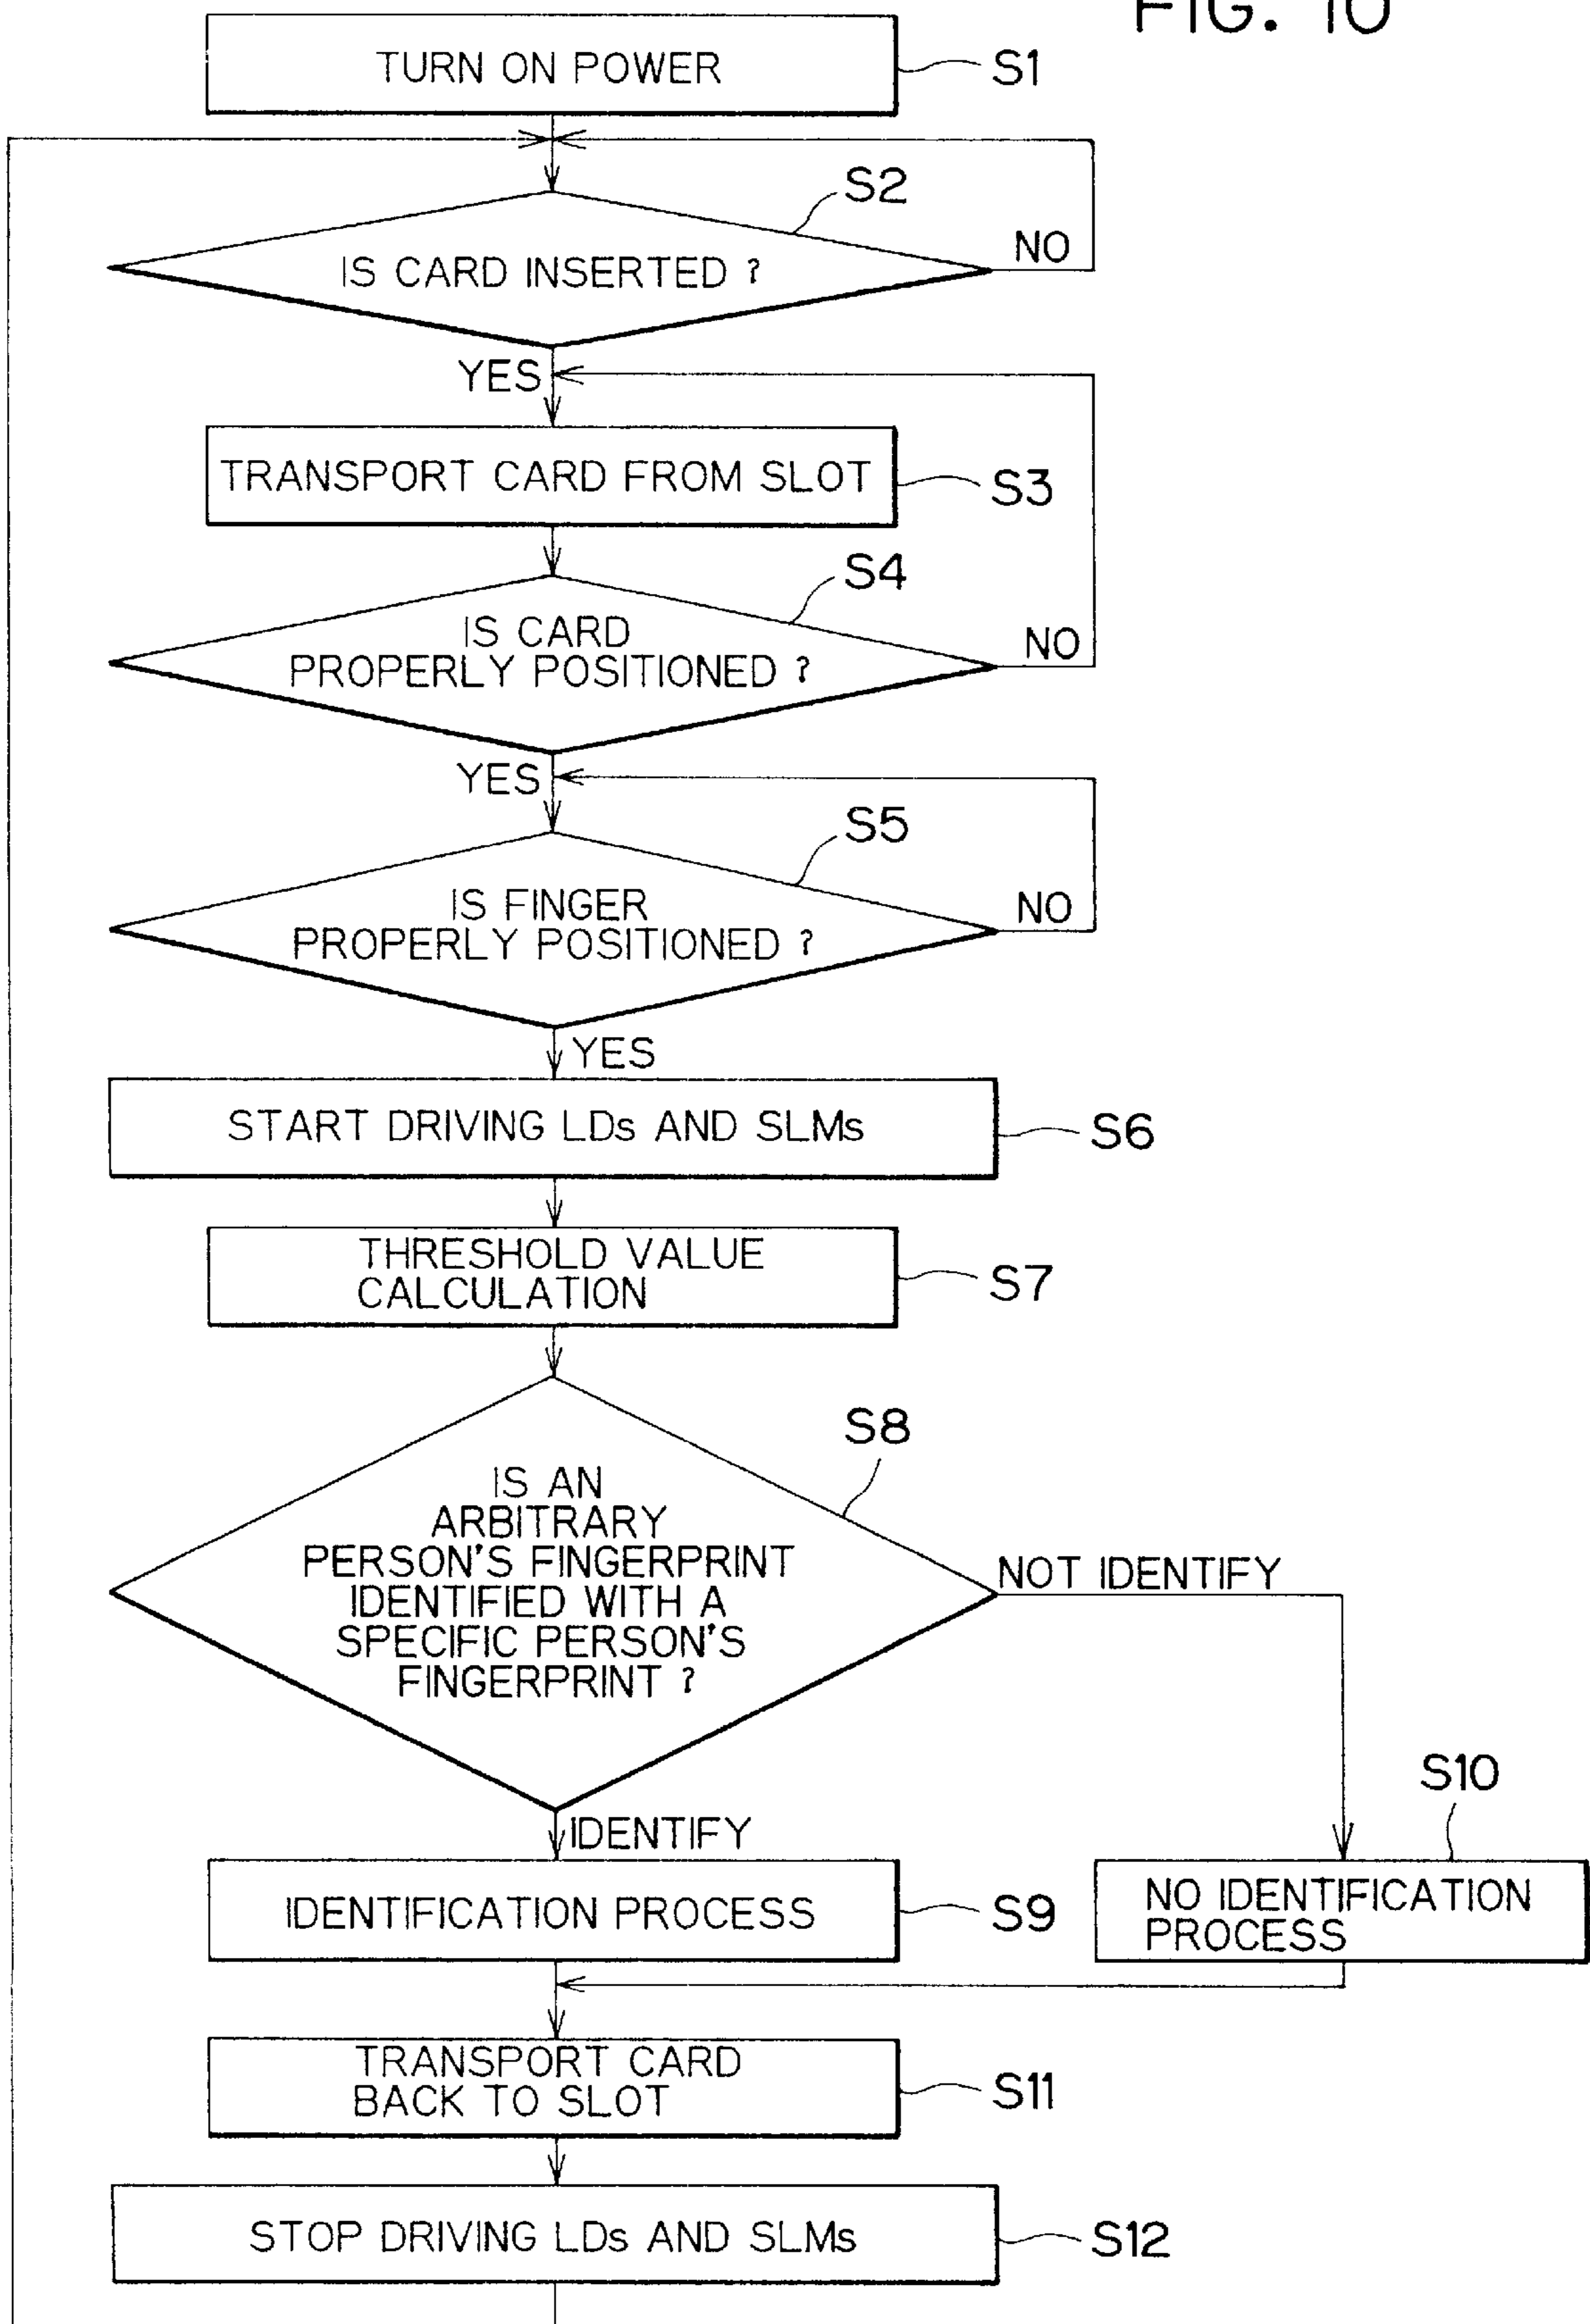 FIG. 10
TURN ON POWER
S1
S2
IS CARD INSERTED ?
NO
YES
TRANSPORT CARD FROM SLOT
S3
S4
IS CARD
PROPERLY POSITIONED ?
NO
YES
S5
IS FINGER
PROPERLY POSITIONED ?
NO
YES
START DRIVING LDs AND SLMs
S6
THRESHOLD VALUE
CALCULATION
S7
S8
IS AN
ARBITRARY
PERSON'S FINGERPRINT
IDENTIFIED WITH A
SPECIFIC PERSON'S
FINGERPRINT ?
NOT IDENTIFY
IDENTIFY
S10
IDENTIFICATION PROCESS
S9
NO IDENTIFICATION
PROCESS
TRANSPORT CARD
BACK TO SLOT
S11
STOP DRIVING LDs AND SLMs
S12